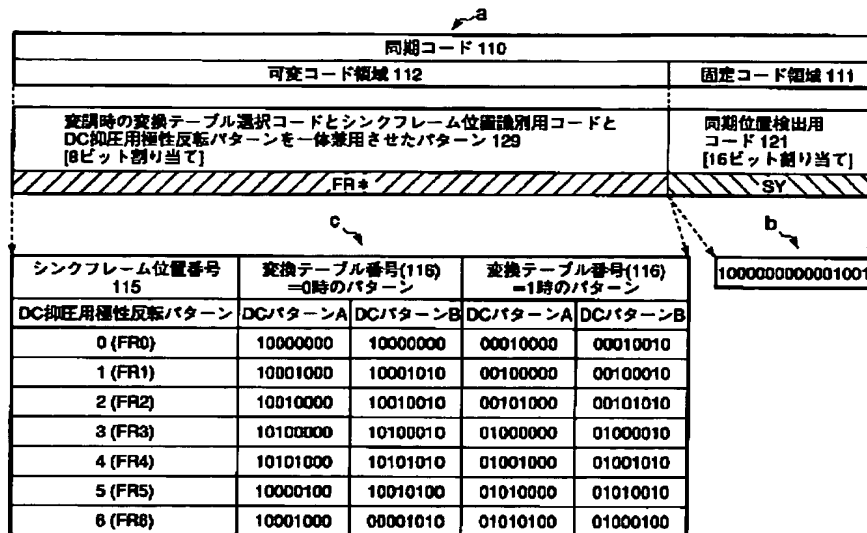 a
同期コード 110
可変コード領域 112 固定コード領域 111
変調時の変換テーブル選択コードとシンクフレーム位置識別用コードと
DC抑圧用極性反転パターンを一体兼用させたパターン 129
[8ビット割り当て]
同期位置検出用
コード 121
[16ビット割り当て]
FR* SY
c b
シンクフレーム位置番号
115
変換テーブル番号(116)
=0時のパターン
変換テーブル番号(116)
=1時のパターン
1000000000001001
DC抑圧用極性反転パターン DCパターンA DCパターンB DCパターンA DCパターンB
0 (FR0) 10000000 10000000 00010000 00010010
1 (FR1) 10001000 10001010 00100000 00100010
2 (FR2) 10010000 10010010 00101000 00101010
3 (FR3) 10100000 10100010 01000000 01000010
4 (FR4) 10101000 10101010 01001000 01001010
5 (FR5) 10000100 10010100 01010000 01010010
6 (FR6) 10001000 00001010 01010100 01000100